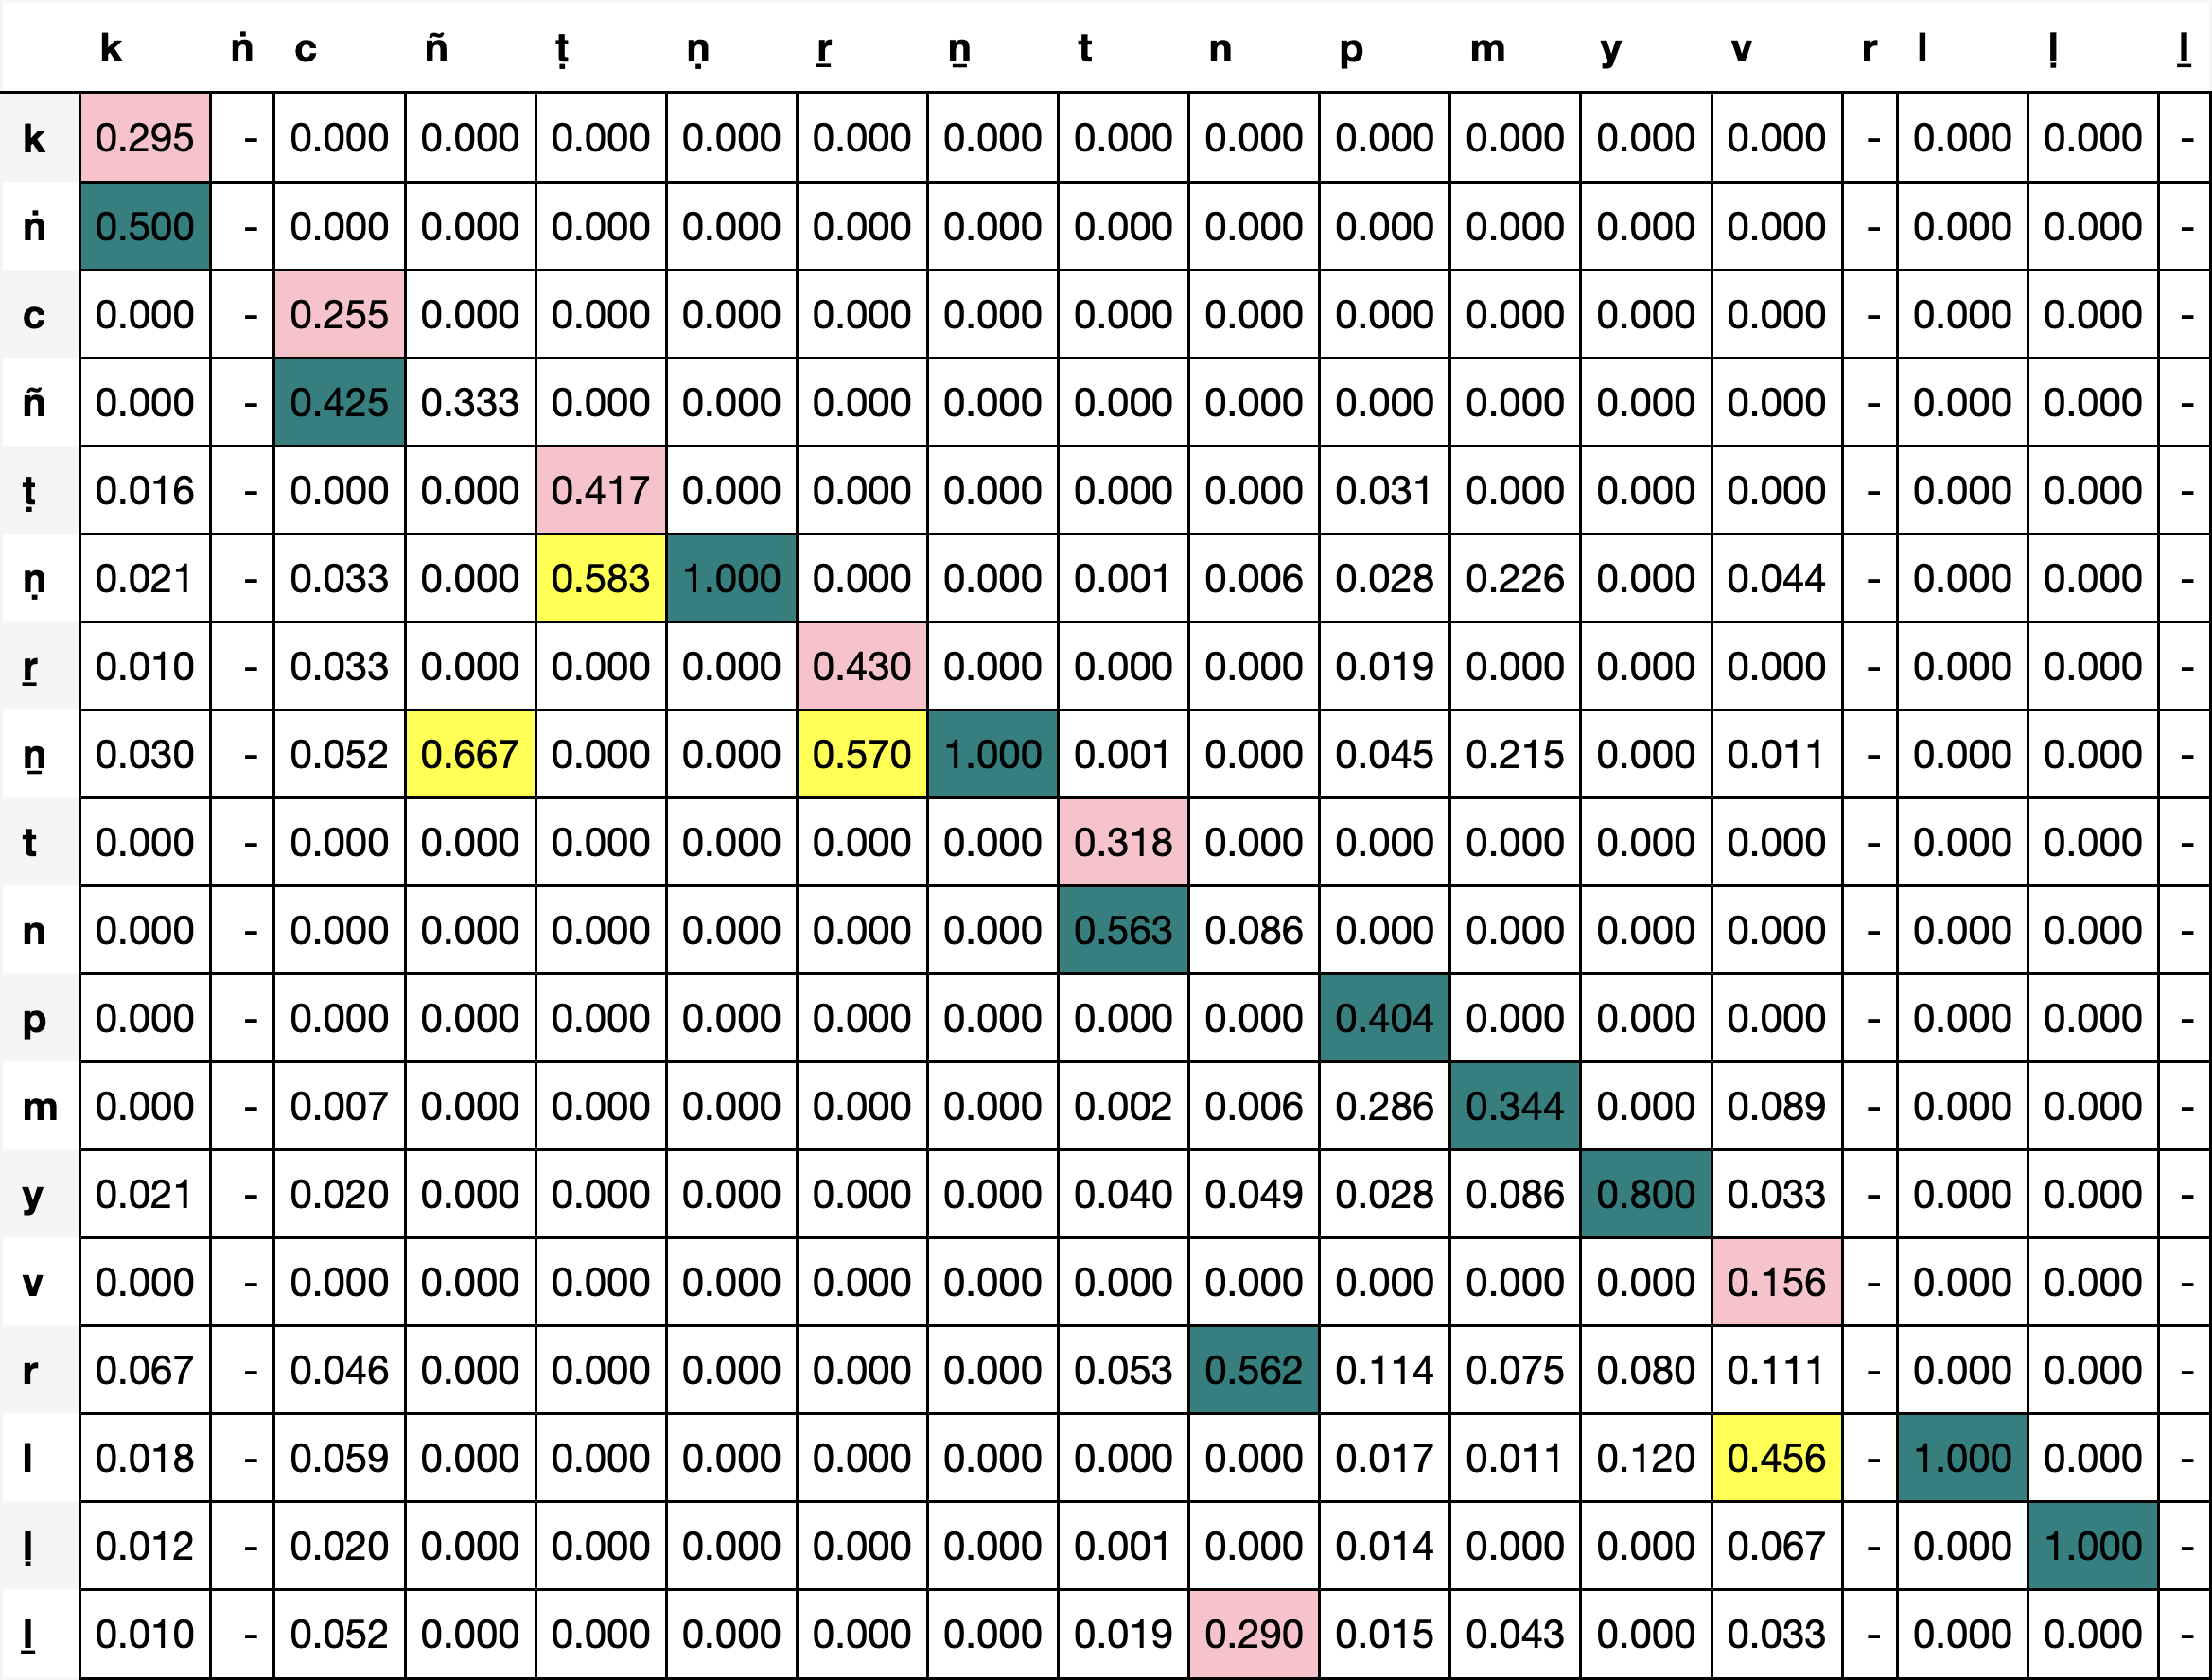 k ṅ c ñ ṭ ṇ ṟ ṉ t n p m y v r l ḷ ḻ
k 0.295 - 0.000 0.000 0.000 0.000 0.000 0.000 0.000 0.000 0.000 0.000 0.000 0.000 - 0.000 0.000 -
ṅ 0.500 - 0.000 0.000 0.000 0.000 0.000 0.000 0.000 0.000 0.000 0.000 0.000 0.000 - 0.000 0.000 -
c 0.000 - 0.255 0.000 0.000 0.000 0.000 0.000 0.000 0.000 0.000 0.000 0.000 0.000 - 0.000 0.000 -
ñ 0.000 - 0.425 0.333 0.000 0.000 0.000 0.000 0.000 0.000 0.000 0.000 0.000 0.000 - 0.000 0.000 -
ṭ 0.016 - 0.000 0.000 0.417 0.000 0.000 0.000 0.000 0.000 0.031 0.000 0.000 0.000 - 0.000 0.000 -
ṇ 0.021 - 0.033 0.000 0.583 1.000 0.000 0.000 0.001 0.006 0.028 0.226 0.000 0.044 - 0.000 0.000 -
ṟ 0.010 - 0.033 0.000 0.000 0.000 0.430 0.000 0.000 0.000 0.019 0.000 0.000 0.000 - 0.000 0.000 -
ṉ 0.030 - 0.052 0.667 0.000 0.000 0.570 1.000 0.001 0.000 0.045 0.215 0.000 0.011 - 0.000 0.000 -
t 0.000 - 0.000 0.000 0.000 0.000 0.000 0.000 0.318 0.000 0.000 0.000 0.000 0.000 - 0.000 0.000 -
n 0.000 - 0.000 0.000 0.000 0.000 0.000 0.000 0.563 0.086 0.000 0.000 0.000 0.000 - 0.000 0.000 -
p 0.000 - 0.000 0.000 0.000 0.000 0.000 0.000 0.000 0.000 0.404 0.000 0.000 0.000 - 0.000 0.000 -
m 0.000 - 0.007 0.000 0.000 0.000 0.000 0.000 0.002 0.006 0.286 0.344 0.000 0.089 - 0.000 0.000 -
y 0.021 - 0.020 0.000 0.000 0.000 0.000 0.000 0.040 0.049 0.028 0.086 0.800 0.033 - 0.000 0.000 -
v 0.000 - 0.000 0.000 0.000 0.000 0.000 0.000 0.000 0.000 0.000 0.000 0.000 0.156 - 0.000 0.000 -
r 0.067 - 0.046 0.000 0.000 0.000 0.000 0.000 0.053 0.562 0.114 0.075 0.080 0.111 - 0.000 0.000 -
l 0.018 - 0.059 0.000 0.000 0.000 0.000 0.000 0.000 0.000 0.017 0.011 0.120 0.456 - 1.000 0.000 -
ḷ 0.012 - 0.020 0.000 0.000 0.000 0.000 0.000 0.001 0.000 0.014 0.000 0.000 0.067 - 0.000 1.000 -
ḻ 0.010 - 0.052 0.000 0.000 0.000 0.000 0.000 0.019 0.290 0.015 0.043 0.000 0.033 - 0.000 0.000 -